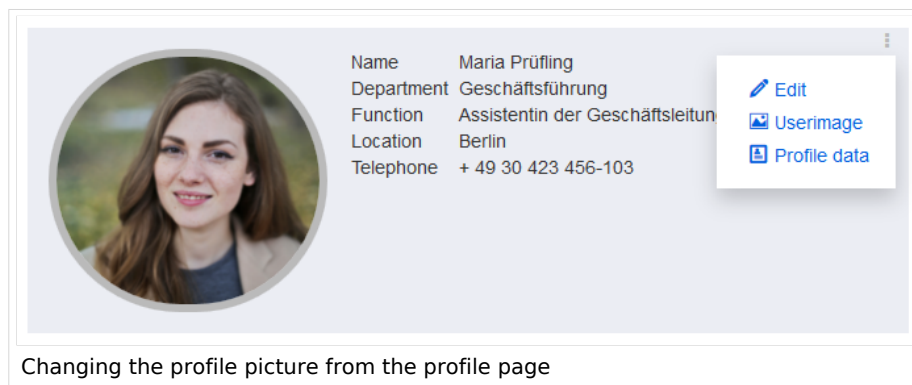 Name Maria Prüfling
Department Geschäftsführung
Function Assistentin der Geschäftsleitung
Location Berlin
Telephone + 49 30 423 456-103
Edit
Userimage
Profile data
Changing the profile picture from the profile page